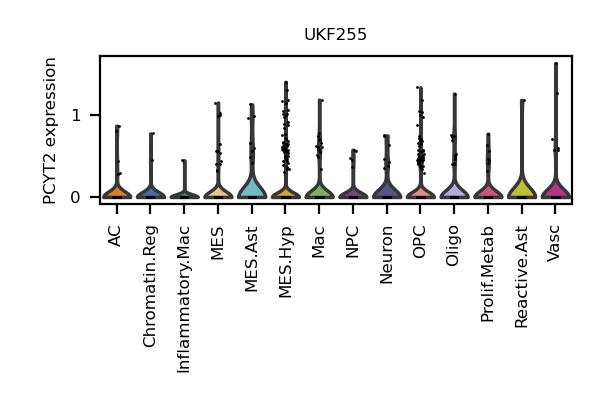 UKF255
PCYT2 expression
1
0
AC
Chromatin.Reg
Inflammatory.Mac
MES
MES.Ast
MES.Hyp
Mac
NPC
Neuron
OPC
Oligo
Prolif.Metab
Reactive.Ast
Vasc